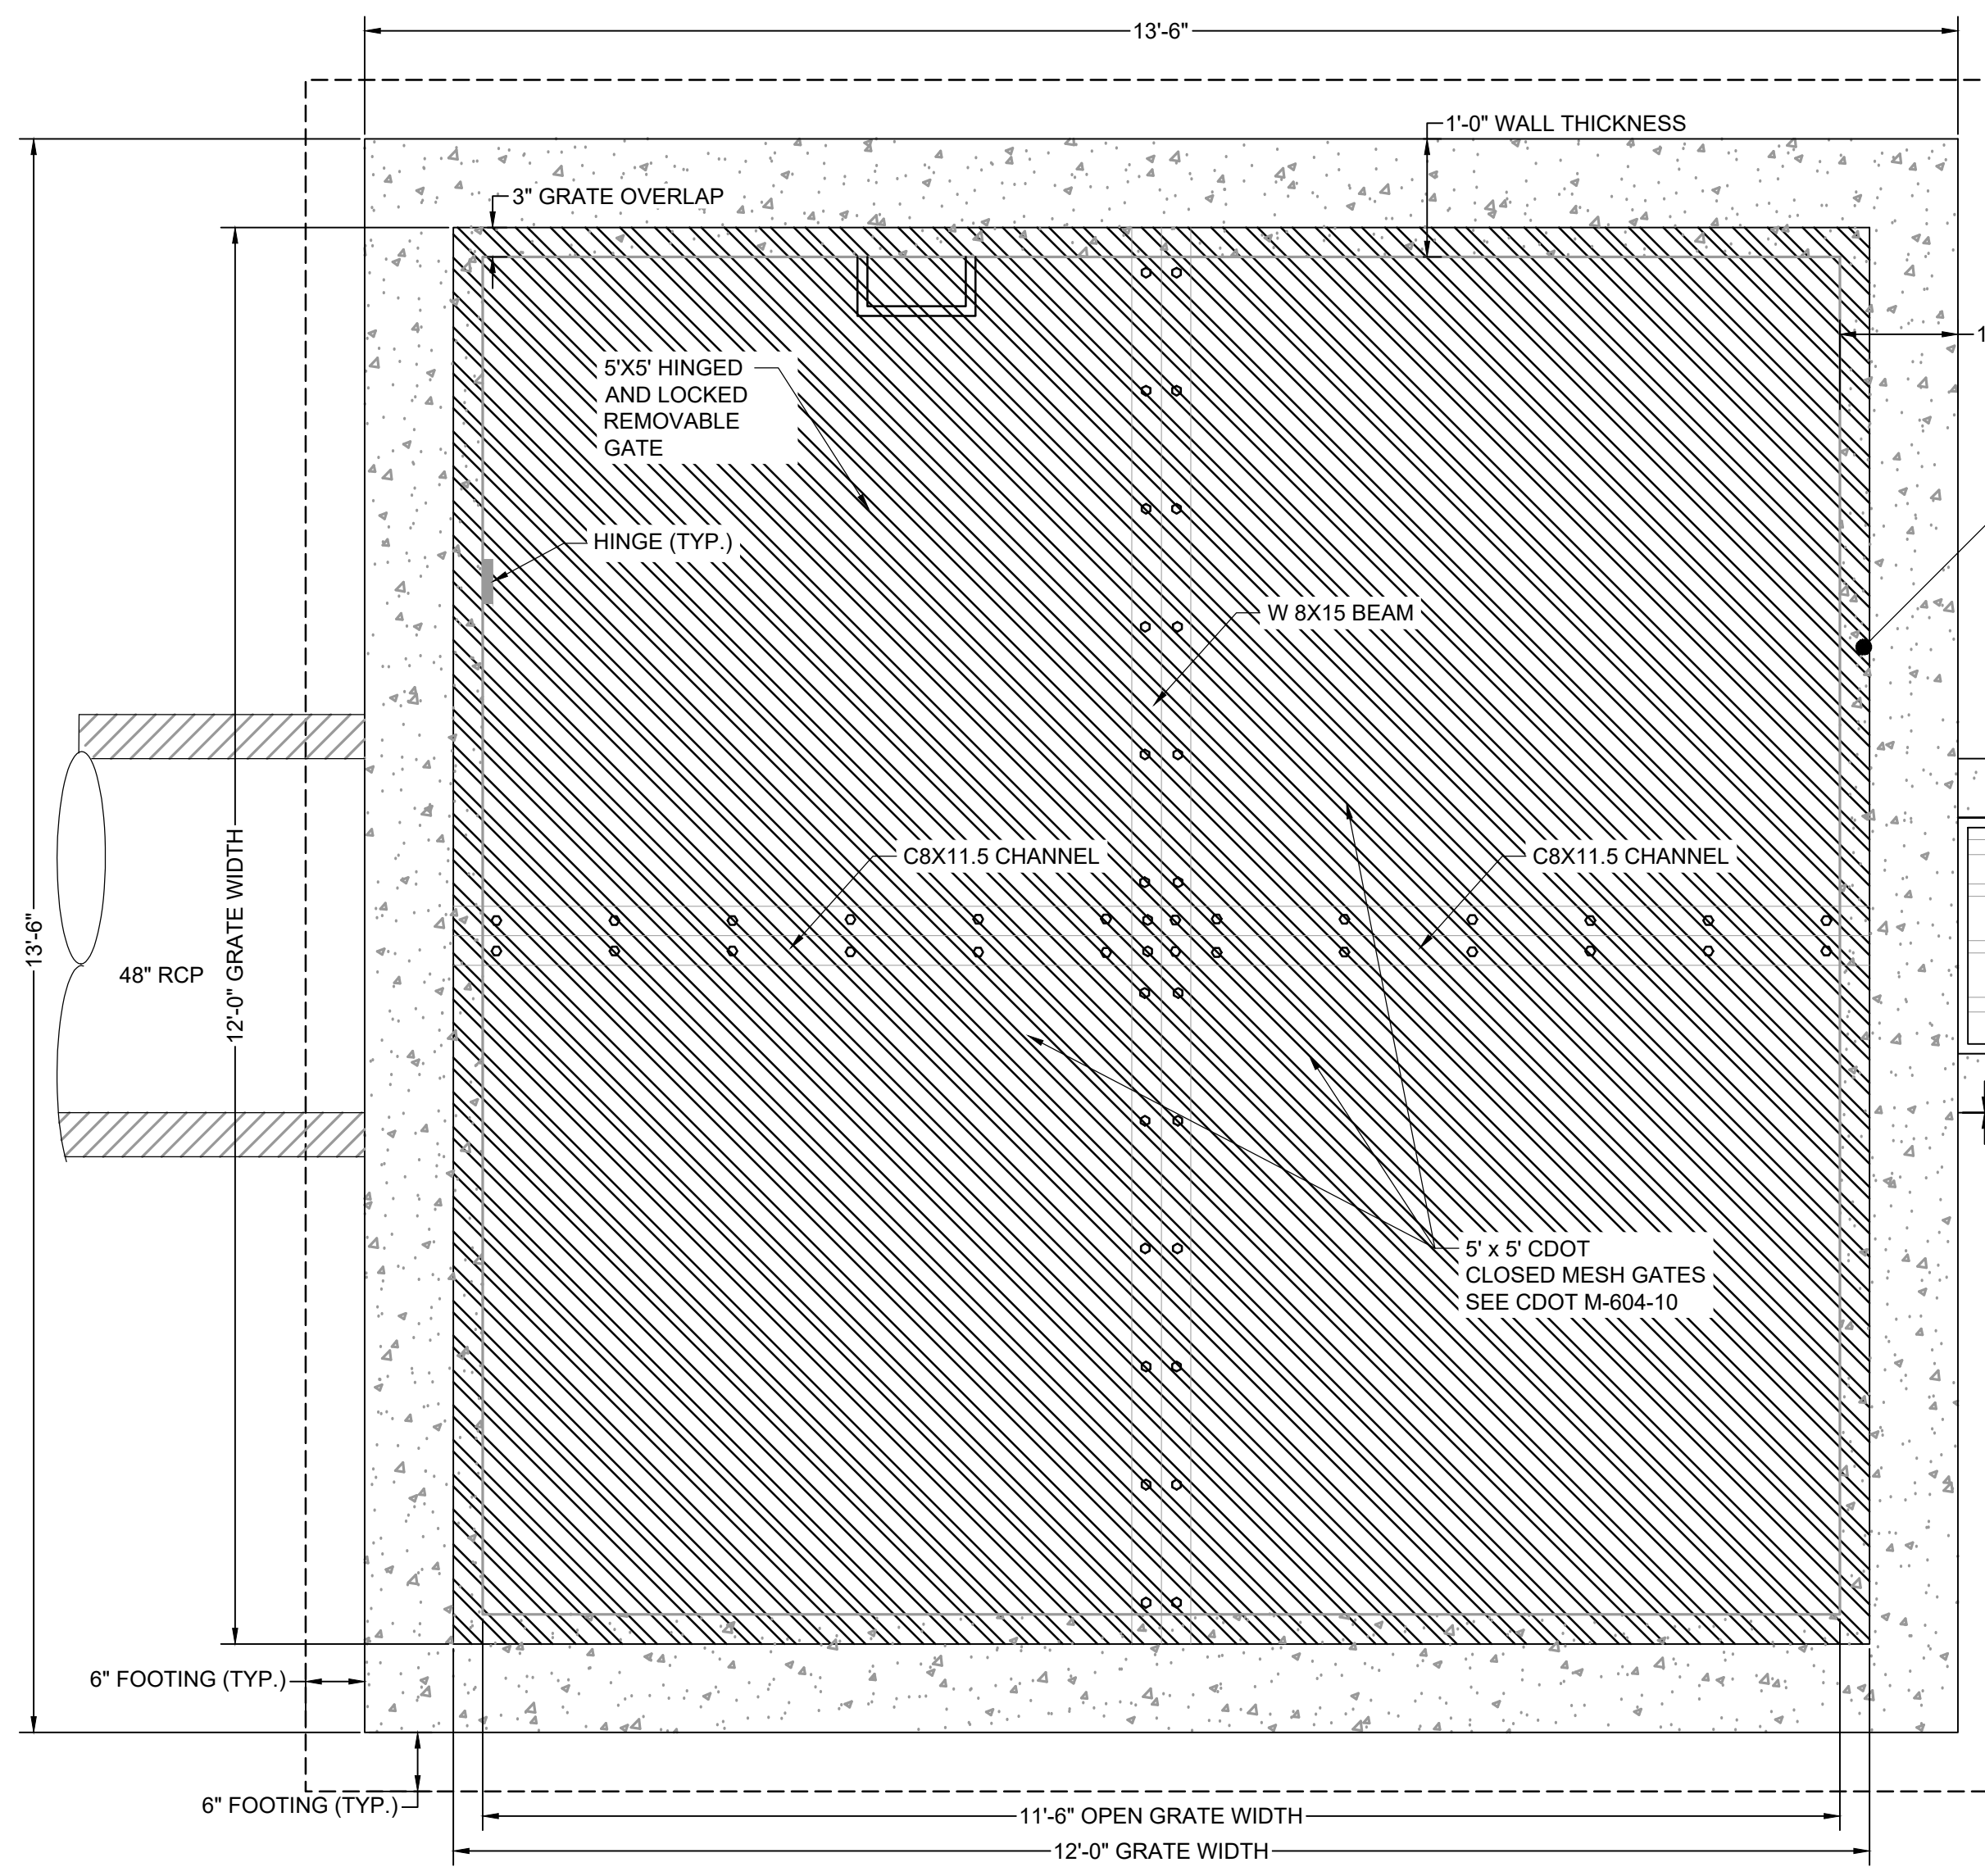 13'-6"
1'-0" WALL THICKNESS
3" GRATE OVERLAP
5'X5' HINGED
AND LOCKED
REMOVABLE
GATE
HINGE (TYP.)
W 8X15 BEAM
C8X11.5 CHANNEL
C8X11.5 CHANNEL
13'-6"
12'-0" GRATE WIDTH
48" RCP
5' x 5' CDOT
CLOSED MESH GATES
SEE CDOT M-604-10
6" FOOTING (TYP.)
6" FOOTING (TYP.)
11'-6" OPEN GRATE WIDTH
12'-0" GRATE WIDTH